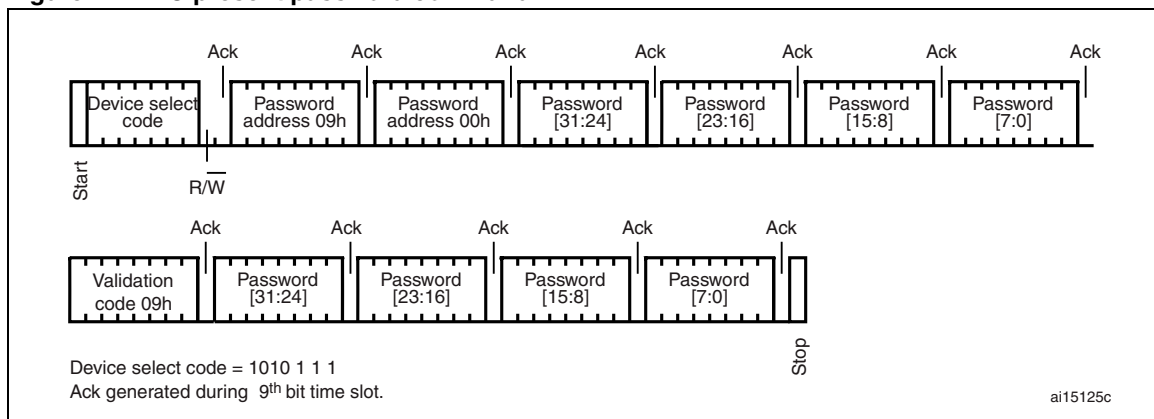 Ack Ack Ack Ack Ack Ack Ack
Device select code
Password address 09h
Password address 00h
Password [31:24]
Password [23:16]
Password [15:8]
Password [7:0]
Start
R/W
Ack Ack Ack Ack Ack
Validation code 09h
Password [31:24]
Password [23:16]
Password [15:8]
Password [7:0]
Stop
Device select code = 1010 1 1 1
Ack generated during 9th bit time slot.
ai15125c